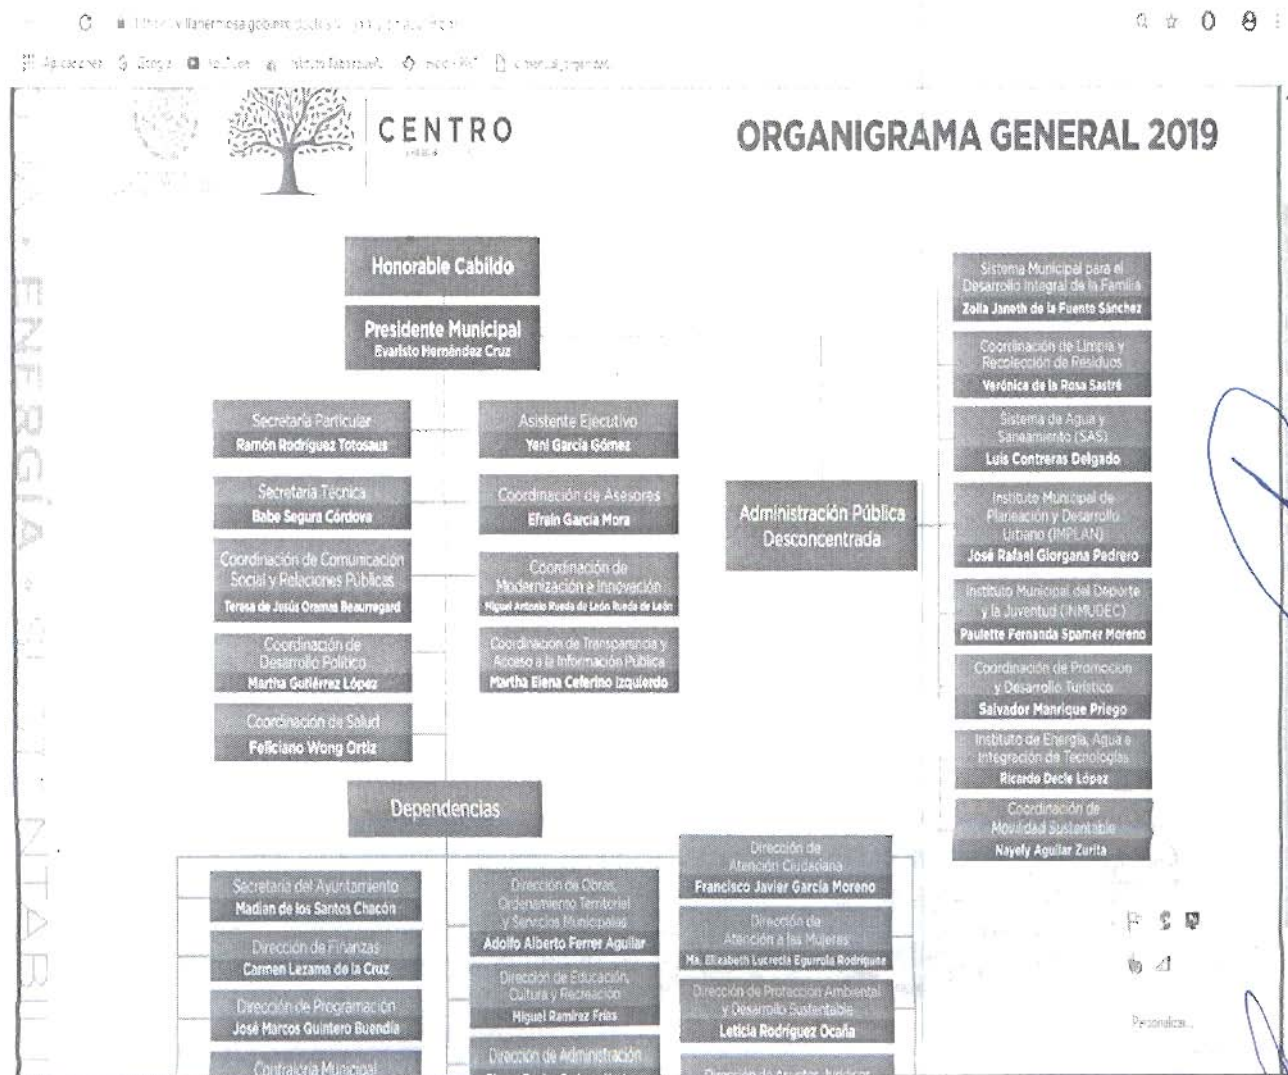 CENTRO
ORGANIGRAMA GENERAL 2019
ENERGÍA
Honorable Cabildo
Presidente Municipal
Evaristo Hernández Cruz
Secretaría Particular
Ramón Rodríguez Totosaus
Asistente Ejecutivo
Yeni García Gómez
Secretaría Técnica
Babe Segura Córdova
Coordinación de Asesores
Efraín García Mora
Coordinación de Comunicación
Social y Relaciones Públicas
Teresa de Jesús Oramas Beaurregard
Coordinación de
Modernización e Innovación
Miguel Antonio Rueda de León Rueda de León
Coordinación de
Desarrollo Político
Martha Gutiérrez López
Coordinación de Transparencia y
Acceso a la Información Pública
Martha Elena Ceferino Izquierdo
Coordinación de Salud
Feliciano Wong Ortiz
Administración Pública
Desconcentrada
Sistema Municipal para el
Desarrollo Integral de la Familia
Zoila Janeth de la Fuente Sánchez
Coordinación de Limpia y
Recolección de Residuos
Verónica de la Rosa Sastré
Sistema de Agua y
Saneamiento (SAS)
Luis Contreras Delgado
Instituto Municipal de
Planeación y Desarrollo
Urbano (IMPLAN)
José Rafael Giorgana Pedrero
Instituto Municipal del Deporte
y la Juventud (INMUDEC)
Paulette Fernanda Spamer Moreno
Coordinación de Promoción
y Desarrollo Turístico
Salvador Manrique Priego
Instituto de Energía, Agua e
Integración de Tecnologías
Ricardo Decle López
Coordinación de
Movilidad Sustentable
Nayely Aguilar Zurita
Dependencias
Secretaría del Ayuntamiento
Madian de los Santos Chacón
Dirección de Finanzas
Carmen Lezama de la Cruz
Dirección de Programación
José Marcos Quintero Buendía
Contraloría Municipal
Dirección de Obras,
Ordenamiento Territorial
y Servicios Municipales
Adolfo Alberto Ferrer Aguilar
Dirección de Educación,
Cultura y Recreación
Miguel Ramírez Frías
Dirección de Administración
Dirección de
Atención Ciudadana
Francisco Javier García Moreno
Dirección de
Atención a las Mujeres
Ma. Elizabeth Lucrecia Egurrola Rodríguez
Dirección de Protección Ambiental
y Desarrollo Sustentable
Leticia Rodríguez Ocaña
Dirección de Asuntos Jurídicos
Personalizar...